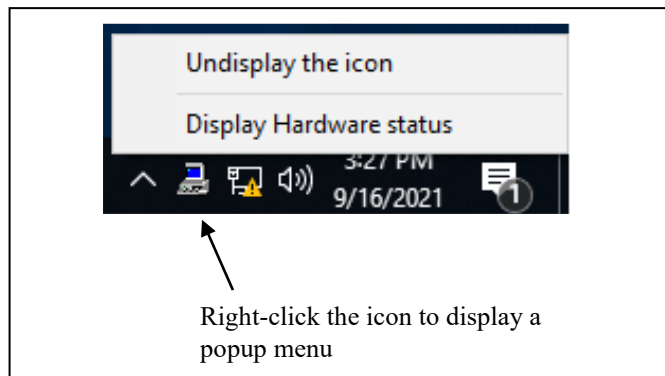 Undisplay the icon
Display Hardware status
3:27 PM
9/16/2021
1
Right-click the icon to display a
popup menu